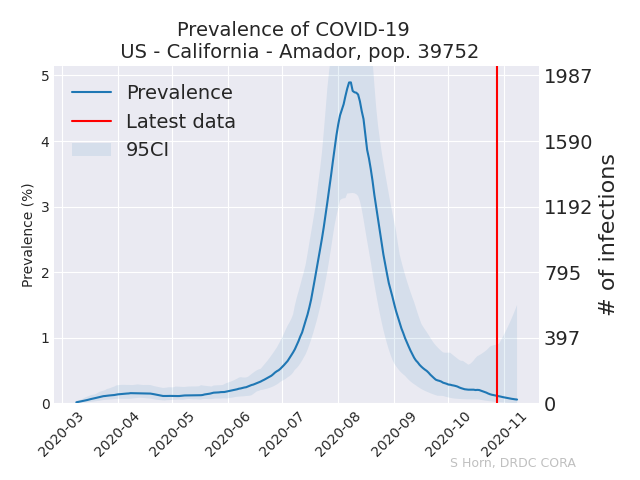 Prevalence of COVID-19
US - California - Amador, pop. 39752
Prevalence
Latest data
95CI
Prevalence (%)
5
4
3
2
1
0
1987
1590
1192
795
397
0
# of infections
2020-03
2020-04
2020-05
2020-06
2020-07
2020-08
2020-09
2020-10
2020-11
S Horn, DRDC CORA